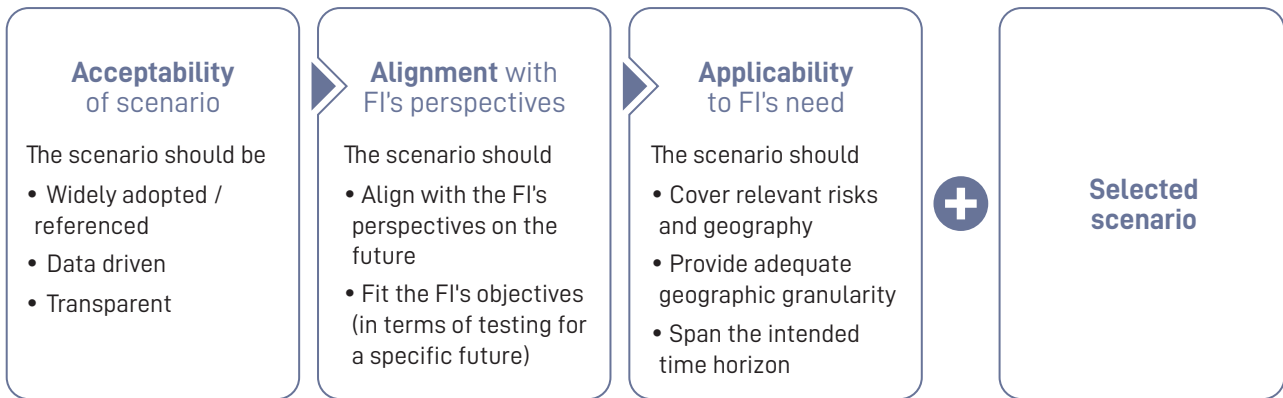 Acceptability
of scenario
The scenario should be
• Widely adopted /
referenced
• Data driven
• Transparent
Alignment with
FI's perspectives
The scenario should
• Align with the FI's
perspectives on the
future
• Fit the FI's objectives
(in terms of testing for
a specific future)
Applicability
to FI's need
The scenario should
• Cover relevant risks
and geography
• Provide adequate
geographic granularity
• Span the intended
time horizon
Selected
scenario